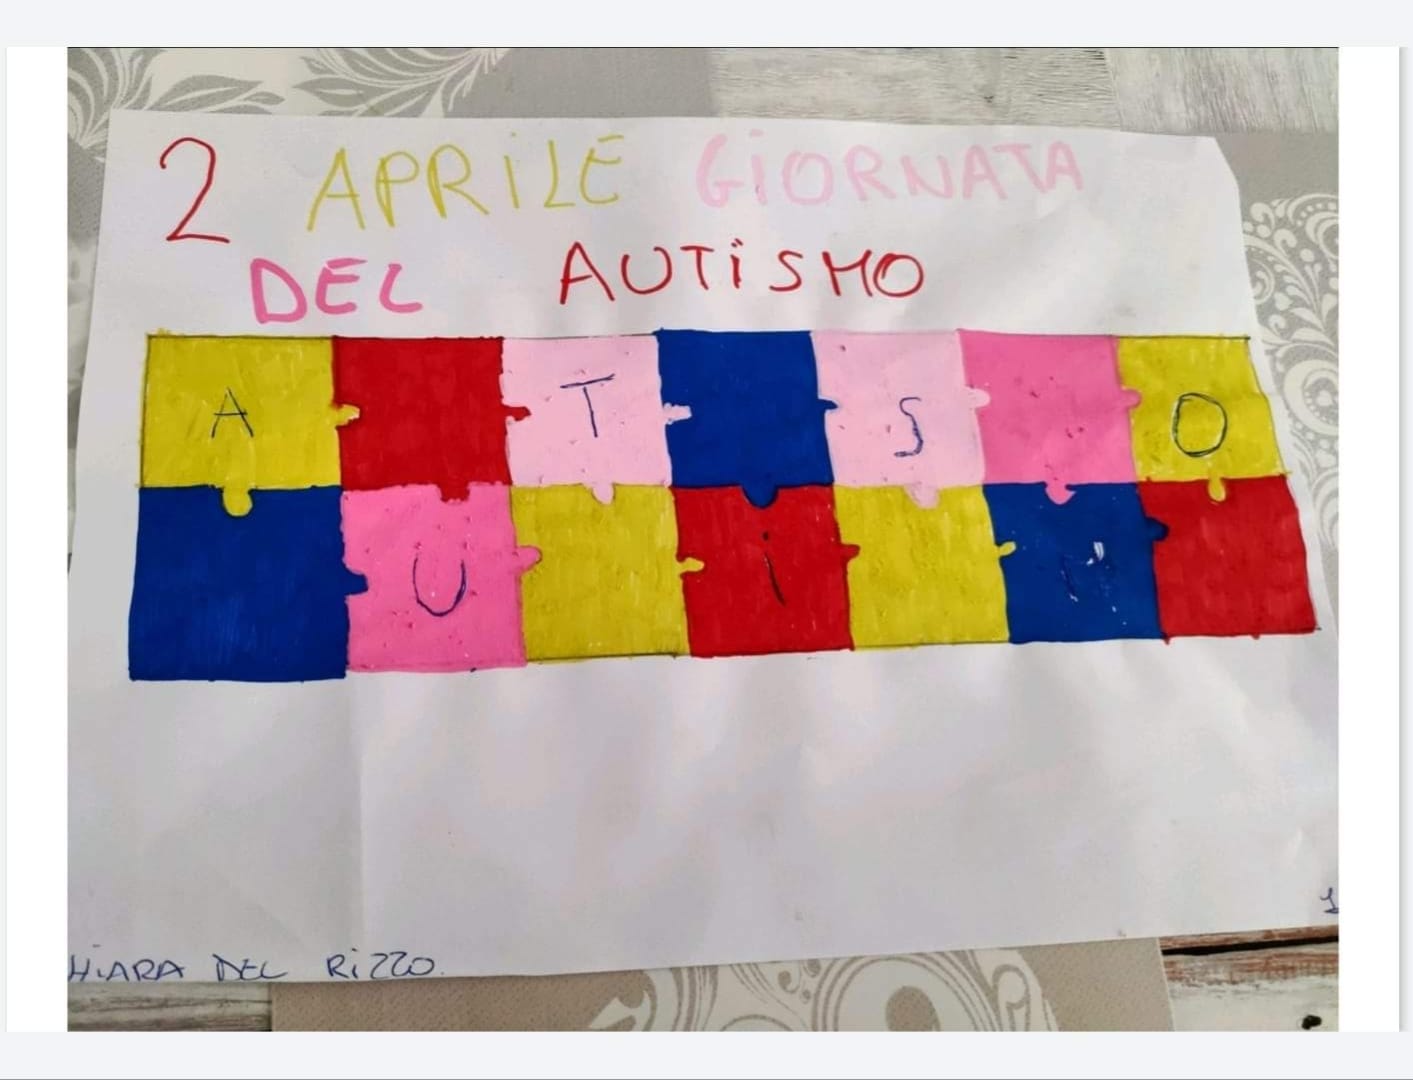 2 APRILE GIORNATA
DEL AUTISMO
A T S O
U I M
HIARA DEL RIZZO.